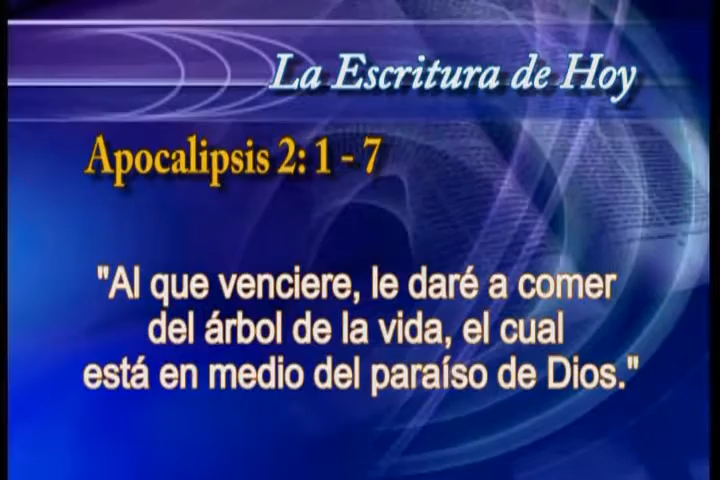 La Escritura de Hoy
Apocalipsis 2: 1 - 7
"Al que venciere, le daré a comer
del árbol de la vida, el cual
está en medio del paraíso de Dios."